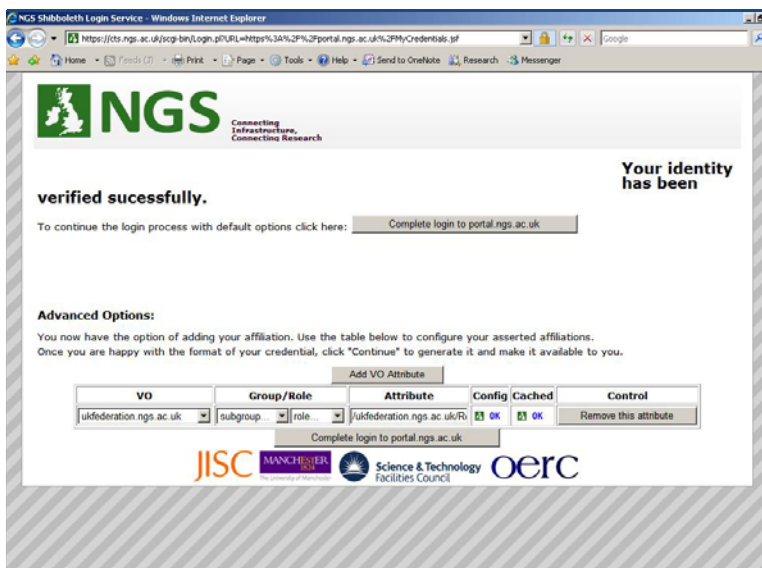 NGS Shibboleth Login Service - Windows Internet Explorer
https://cts.ngs.ac.uk/scgi-bin/Login.pl?URL=https%3A%2F%2Fportal.ngs.ac.uk%2FMyCredentials.jsf
Google
Home Feeds (J) Print Page Tools Help Send to OneNote Research Messenger
NGS
Connecting
Infrastructure,
Connecting Research
Your identity
has been
verified sucessfully.
To continue the login process with default options click here: Complete login to portal.ngs.ac.uk
Advanced Options:
You now have the option of adding your affiliation. Use the table below to configure your asserted affiliations.
Once you are happy with the format of your credential, click "Continue" to generate it and make it available to you.
Add VO Attribute
VO Group/Role Attribute Config Cached Control
ukfederation.ngs.ac.uk subgroup... role... /ukfederation.ngs.ac.uk/R OK OK Remove this attribute
Complete login to portal.ngs.ac.uk
JISC MANCHESTER 1824 The University of Manchester Science & Technology Facilities Council oerc